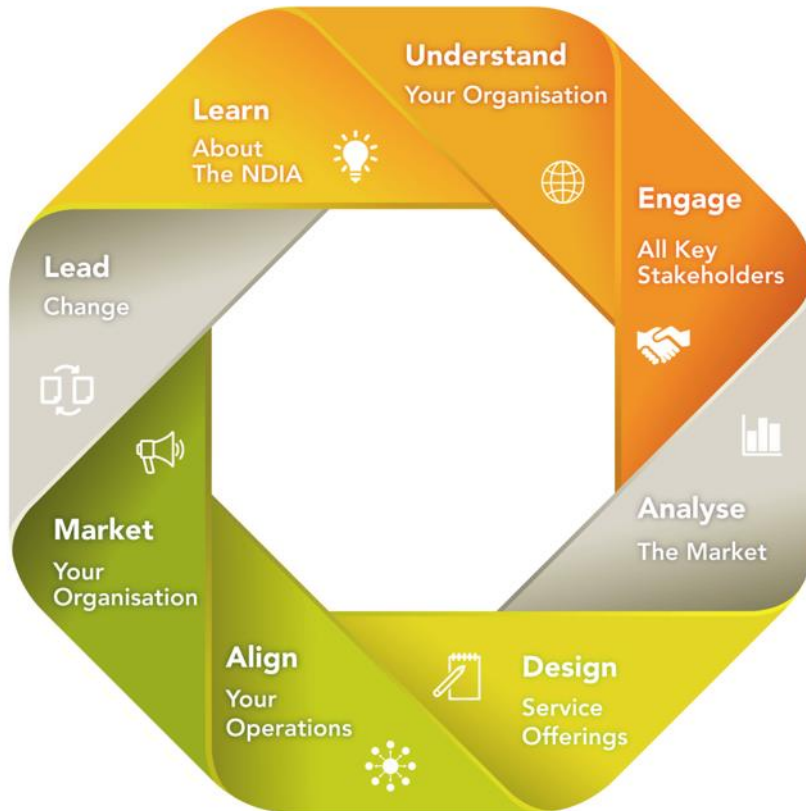 Understand
Your Organisation
Learn
About
The NDIA
Engage
All Key
Stakeholders
Lead
Change
Analyse
The Market
Market
Your
Organisation
Align
Your
Operations
Design
Service
Offerings